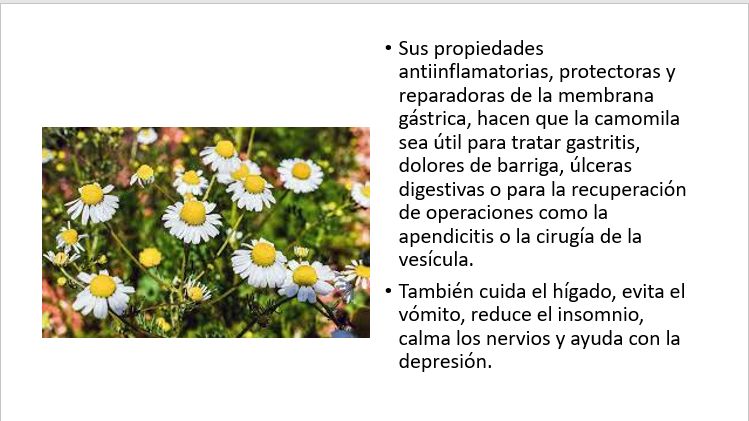 • Sus propiedades
antiinflamatorias, protectoras y
reparadoras de la membrana
gástrica, hacen que la camomila
sea útil para tratar gastritis,
dolores de barriga, úlceras
digestivas o para la recuperación
de operaciones como la
apendicitis o la cirugía de la
vesícula.
• También cuida el hígado, evita el
vómito, reduce el insomnio,
calma los nervios y ayuda con la
depresión.